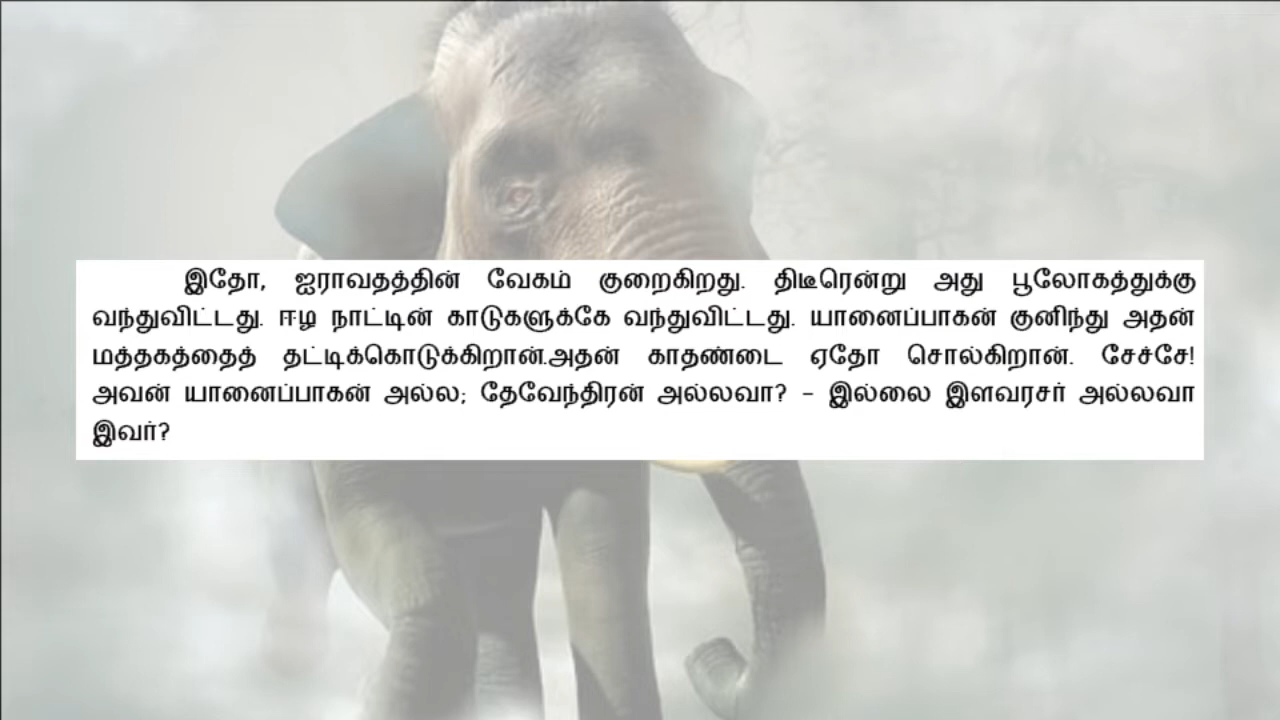 இதோ, ஐராவதத்தின் வேகம் குறைகிறது. திடீரென்று அது பூலோகத்துக்கு
வந்துவிட்டது. ஈழ நாட்டின் காடுகளுக்கே வந்துவிட்டது. யானைப்பாகன் குனிந்து அதன்
மத்தகத்தைத் தட்டிக்கொடுக்கிறான்.அதன் காதண்டை ஏதோ சொல்கிறான். சேச்சே!
அவன் யானைப்பாகன் அல்ல; தேவேந்திரன் அல்லவா? – இல்லை இளவரசர் அல்லவா
இவர்?